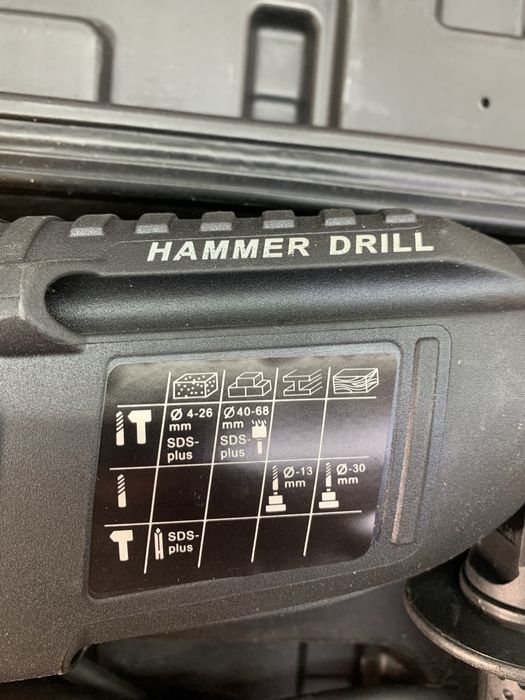 HAMMER DRILL
Ø 4-26 mm SDS-plus
Ø 40-68 mm SDS-plus
Ø-13 mm
Ø-30 mm
SDS-plus